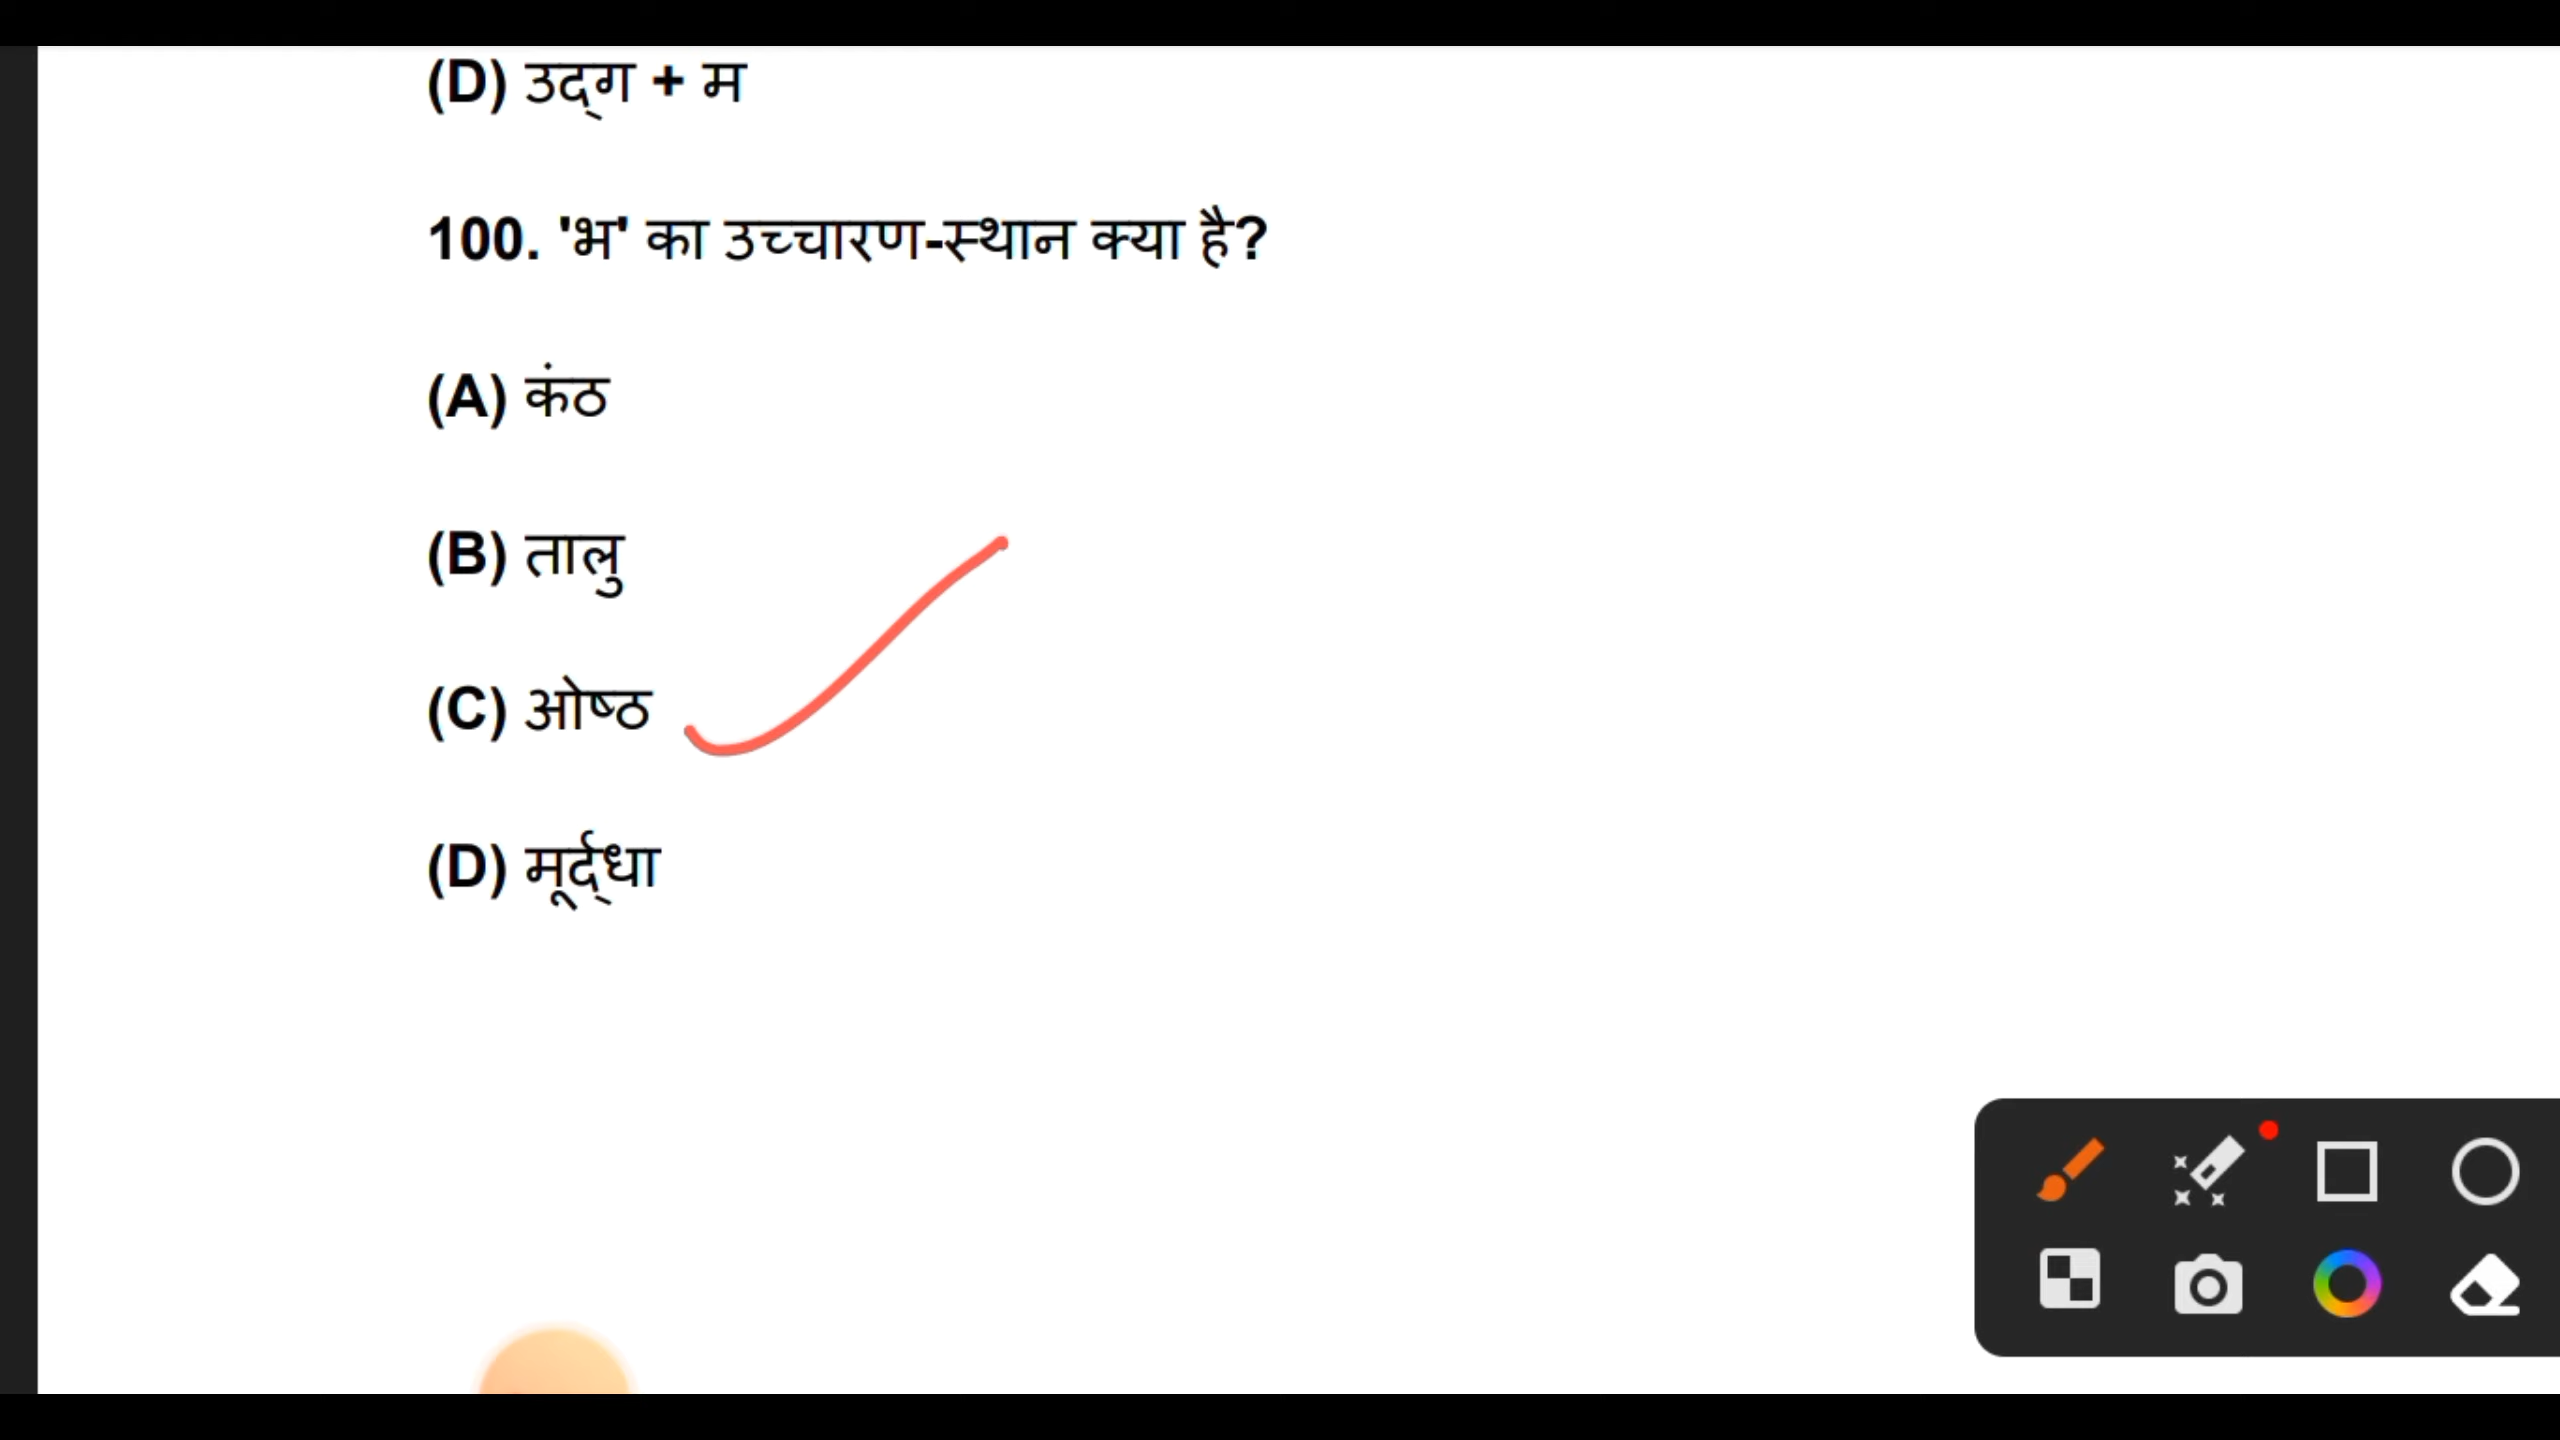 (D) उद्‌ग + म
100. 'भ' का उच्चारण-स्थान क्या है?
(A) कंठ
(B) तालु
(C) ओष्ठ
(D) मूर्द्‌धा